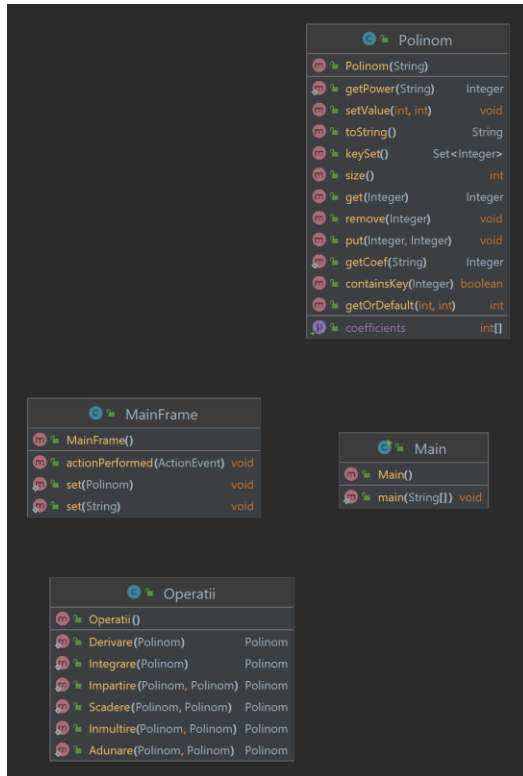 Polinom
Polinom(String)
getPower(String) Integer
setValue(int, int) void
toString() String
keySet() Set<Integer>
size() int
get(Integer) Integer
remove(Integer) void
put(Integer, Integer) void
getCoef(String) Integer
containsKey(Integer) boolean
getOrDefault(int, int) int
coefficients int[]
MainFrame
MainFrame()
actionPerformed(ActionEvent) void
set(Polinom) void
set(String) void
Main
Main()
main(String[]) void
Operatii
Operatii()
Derivare(Polinom) Polinom
Integrare(Polinom) Polinom
Impartire(Polinom, Polinom) Polinom
Scadere(Polinom, Polinom) Polinom
Inmultire(Polinom, Polinom) Polinom
Adunare(Polinom, Polinom) Polinom